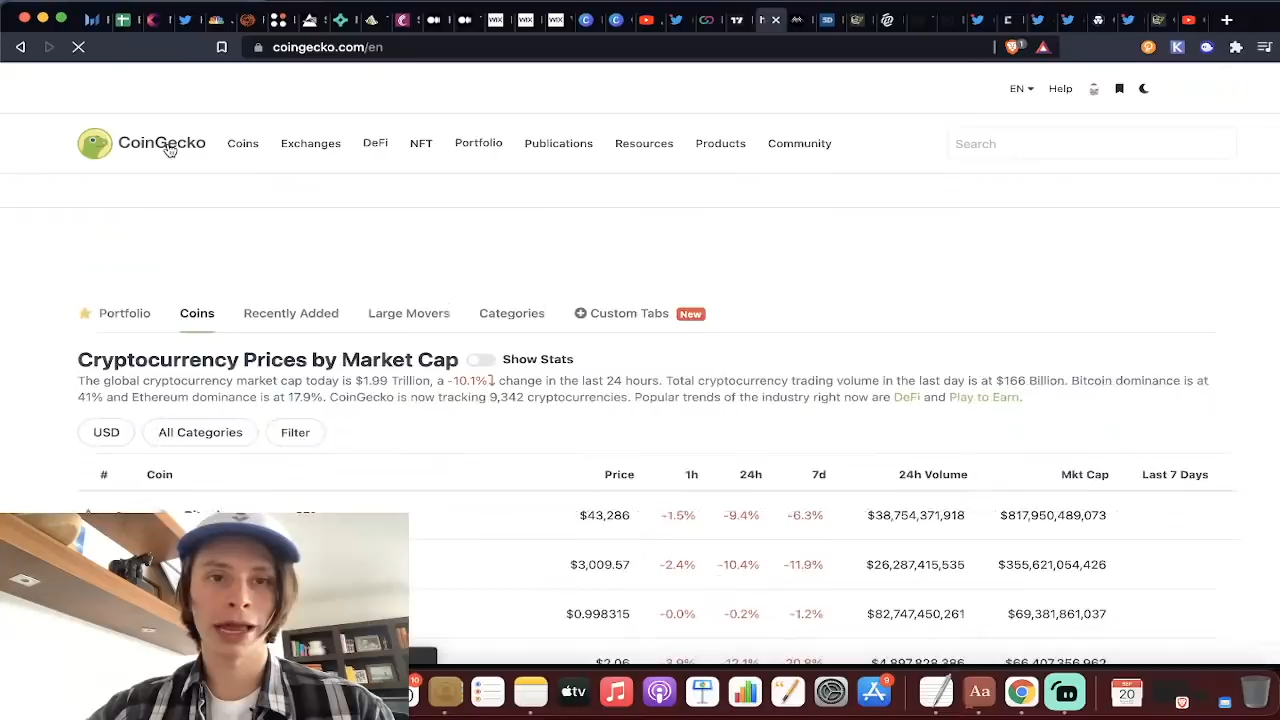 coingecko.com/en
1
EN
Help
CoinGecko
Coins
Exchanges
DeFi
NFT
Portfolio
Publications
Resources
Products
Community
Search
Portfolio
Coins
Recently Added
Large Movers
Categories
Custom Tabs
New
Cryptocurrency Prices by Market Cap
Show Stats
The global cryptocurrency market cap today is $1.99 Trillion, a -10.1% change in the last 24 hours. Total cryptocurrency trading volume in the last day is at $166 Billion. Bitcoin dominance is at
41% and Ethereum dominance is at 17.9%. CoinGecko is now tracking 9,342 cryptocurrencies. Popular trends of the industry right now are DeFi and Play to Earn.
USD
All Categories
Filter
# Coin Price 1h 24h 7d 24h Volume Mkt Cap Last 7 Days
$43,286 -1.5% -9.4% -6.3% $38,754,371,918 $817,950,489,073
$3,009.57 -2.4% -10.4% -11.9% $26,287,415,535 $355,621,054,426
$0.998315 -0.0% -0.2% -1.2% $82,747,450,261 $69,381,861,037
10
tv
Aa
9
SEP
20